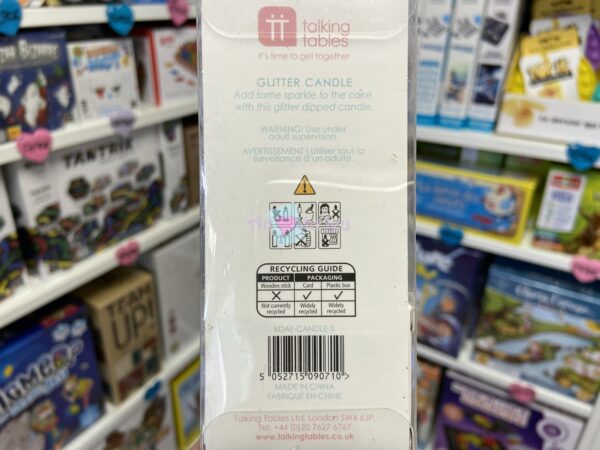 talking
tables
It's time to get together
GLITTER CANDLE
Add some sparkle to the cake
with this glitter dipped candle.
WARNING! Use under
adult supervision.
AVERTISSEMENT ! Utiliser sous la
surveillance d'un adulte.
RECYCLING GUIDE
PRODUCT PACKAGING
Wooden stick Card Plastic box
Not currently recycled Widely recycled Widely recycled
BDAY-CANDLE-5
5 052715 090710 >
MADE IN CHINA
FABRIQUÉ EN CHINE
Talking Tables Ltd, London SW4 6JP,
Tel: +44 (0)20 7627 6767
www.talkingtables.co.uk
TANTRIX
TEAM
UP!